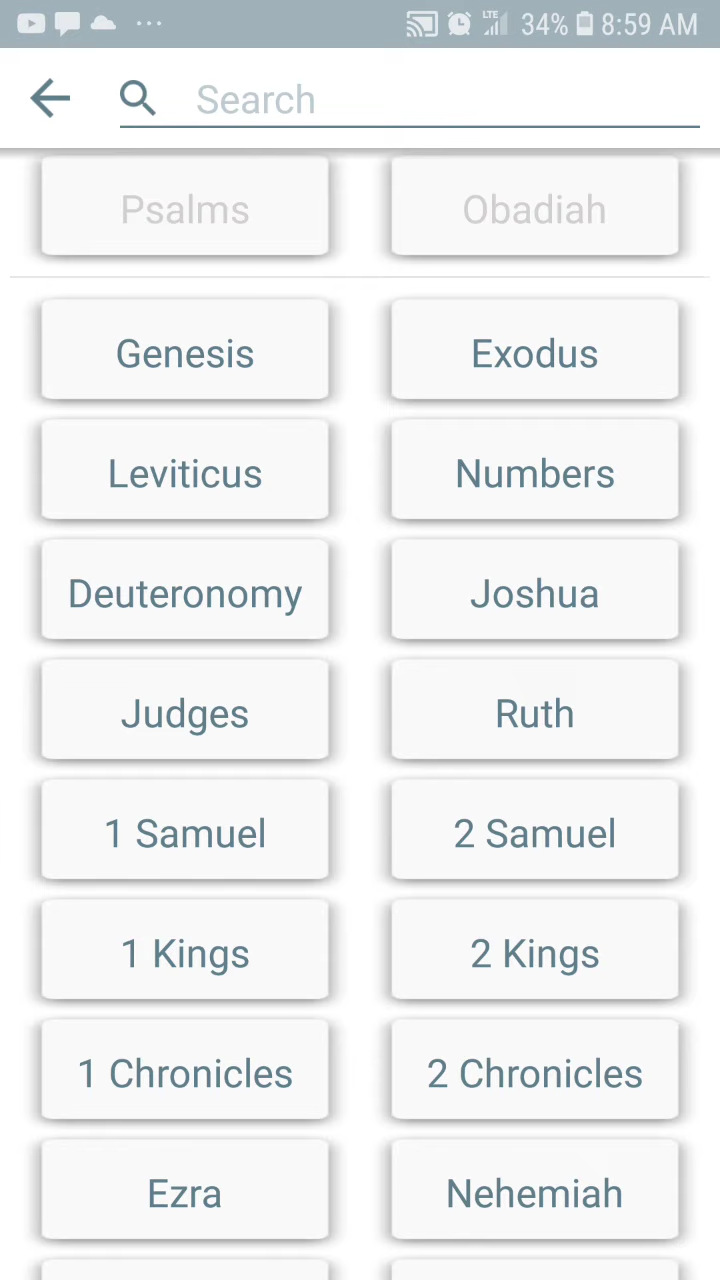 LTE 34% 8:59 AM
Search
Psalms Obadiah
Genesis Exodus
Leviticus Numbers
Deuteronomy Joshua
Judges Ruth
1 Samuel 2 Samuel
1 Kings 2 Kings
1 Chronicles 2 Chronicles
Ezra Nehemiah